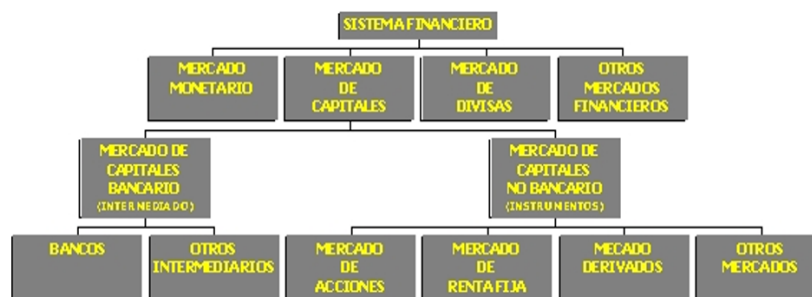 SISTEMA FINANCIERO
MERCADO
MONETARIO
MERCADO
DE
CAPITALES
MERCADO
DE
DIVISAS
OTROS
MERCADOS
FINANCIEROS
MERCADO DE
CAPITALES
BANCARIO
(INTERMEDIADO)
MERCADO DE
CAPITALES
NO BANCARIO
(INSTRUMENTOS)
BANCOS
OTROS
INTERMEDIARIOS
MERCADO
DE
ACCIONES
MERCADO
DE
RENTA FIJA
MECADO
DERIVADOS
OTROS
MERCADOS